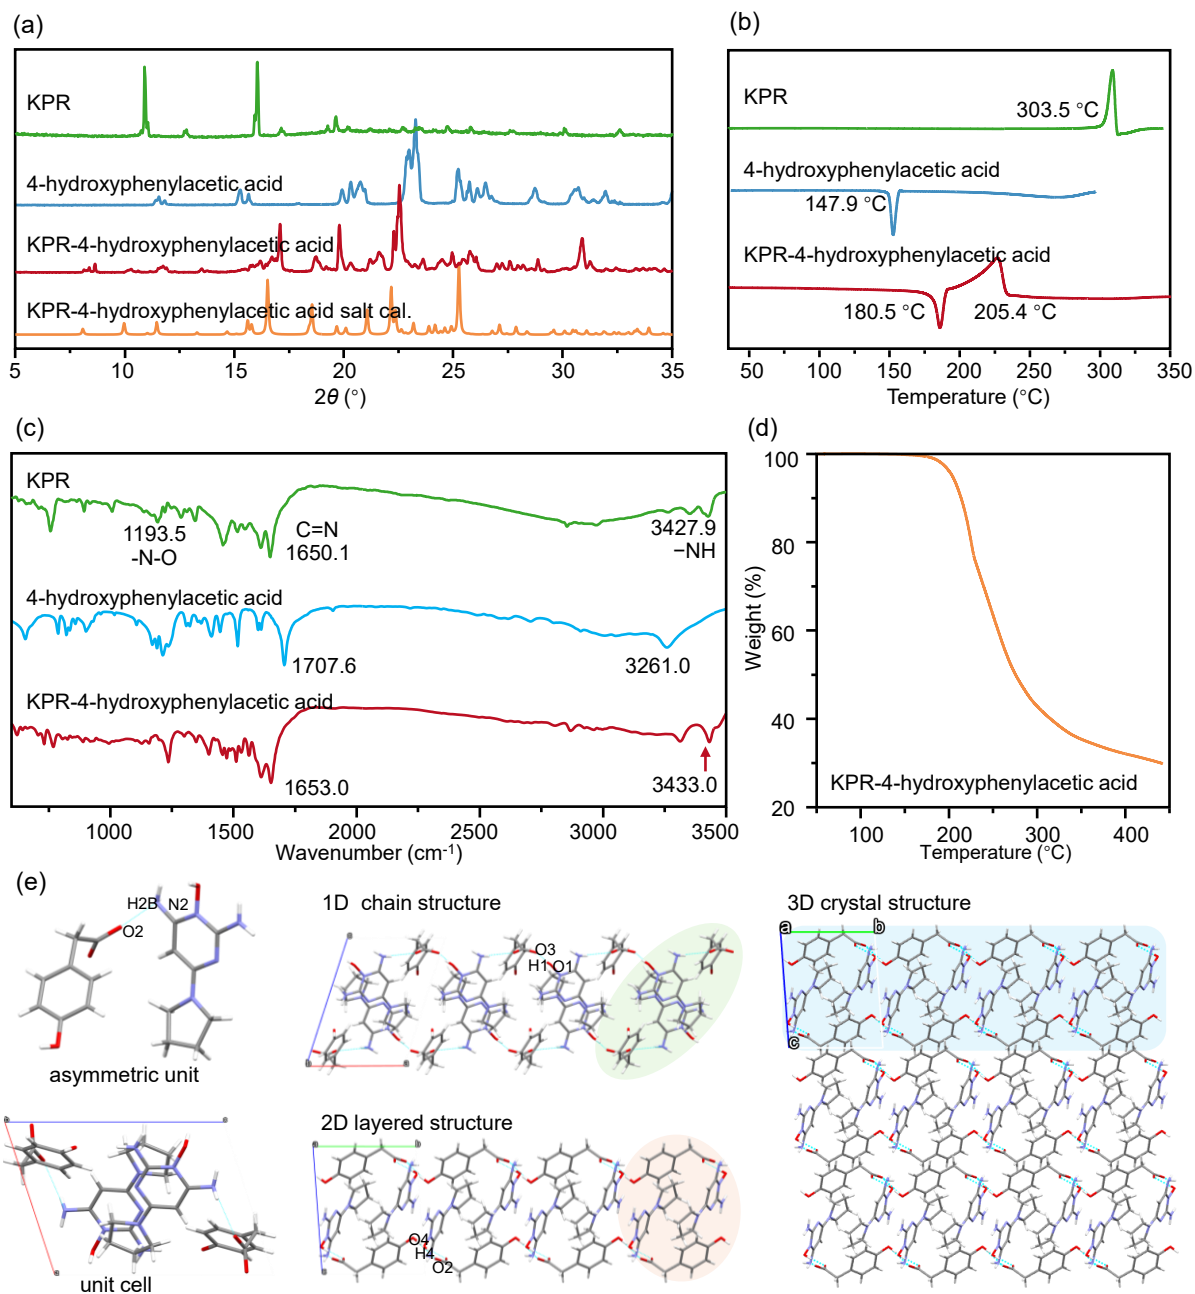 (a)
KPR
4-hydroxyphenylacetic acid
KPR-4-hydroxyphenylacetic acid
KPR-4-hydroxyphenylacetic acid salt cal.
5 10 15 20 25 30 35
2θ (°)
(b)
KPR
303.5 °C
4-hydroxyphenylacetic acid
147.9 °C
KPR-4-hydroxyphenylacetic acid
180.5 °C 205.4 °C
50 100 150 200 250 300 350
Temperature (°C)
(c)
KPR
1193.5
-N-O
C=N
1650.1
3427.9
−NH
4-hydroxyphenylacetic acid
1707.6
3261.0
KPR-4-hydroxyphenylacetic acid
1653.0
3433.0
1000 1500 2000 2500 3000 3500
Wavenumber (cm-1)
(d)
100
80
60
40
20
Weight (%)
KPR-4-hydroxyphenylacetic acid
100 200 300 400
Temperature (°C)
(e)
H2B N2
O2
asymmetric unit
unit cell
1D chain structure
O3
H1 O1
2D layered structure
O4
H4
O2
3D crystal structure
a b
c